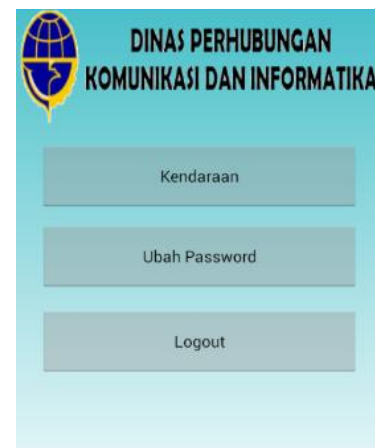 DINAS PERHUBUNGAN
KOMUNIKASI DAN INFORMATIKA
Kendaraan
Ubah Password
Logout